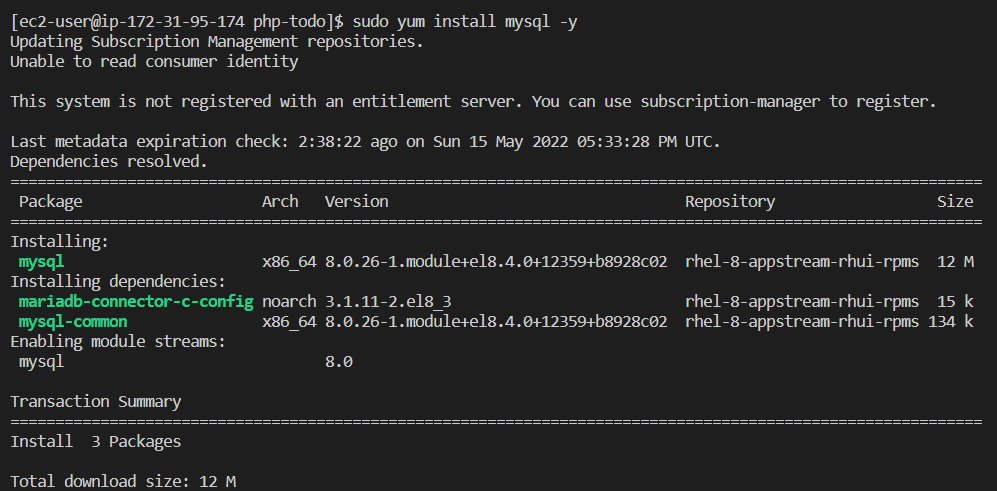 [ec2-user@ip-172-31-95-174 php-todo]$ sudo yum install mysql -y
Updating Subscription Management repositories.
Unable to read consumer identity

This system is not registered with an entitlement server. You can use subscription-manager to register.

Last metadata expiration check: 2:38:22 ago on Sun 15 May 2022 05:33:28 PM UTC.
Dependencies resolved.
============================================================================================================
 Package                    Arch   Version                                 Repository                  Size
============================================================================================================
Installing:
 mysql                      x86_64 8.0.26-1.module+el8.4.0+12359+b8928c02  rhel-8-appstream-rhui-rpms  12 M
Installing dependencies:
 mariadb-connector-c-config noarch 3.1.11-2.el8_3                          rhel-8-appstream-rhui-rpms  15 k
 mysql-common               x86_64 8.0.26-1.module+el8.4.0+12359+b8928c02  rhel-8-appstream-rhui-rpms 134 k
Enabling module streams:
 mysql                             8.0

Transaction Summary
============================================================================================================
Install  3 Packages

Total download size: 12 M